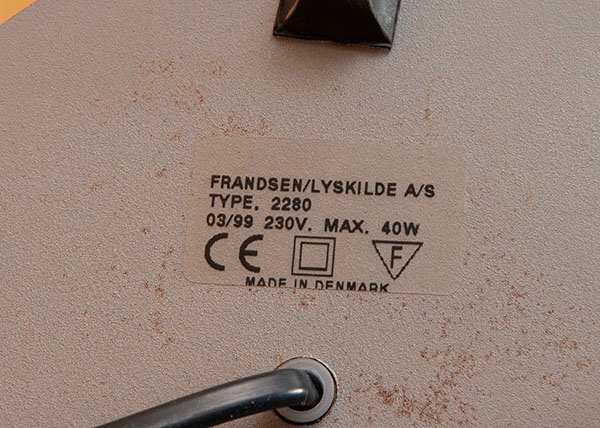 FRANDSEN/LYSKILDE A/S
TYPE. 2280
03/99 230V. MAX. 40W
CE F
MADE IN DENMARK